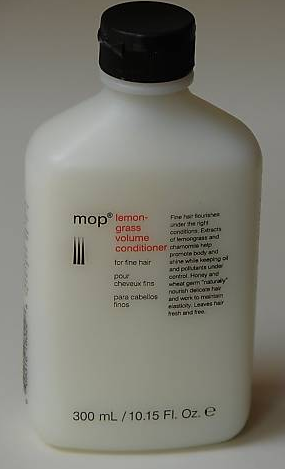 mop® lemon-
grass
volume
conditioner
for fine hair
pour
cheveux fins
para cabellos
finos
Fine hair flourishes
under the right
conditions. Extracts
of lemongrass and
chamomile help
promote body and
shine while keeping oil
and pollutants under
control. Honey and
wheat germ "naturally"
nourish delicate hair
and work to maintain
elasticity. Leaves hair
fresh and free.
300 mL / 10.15 Fl. Oz. e